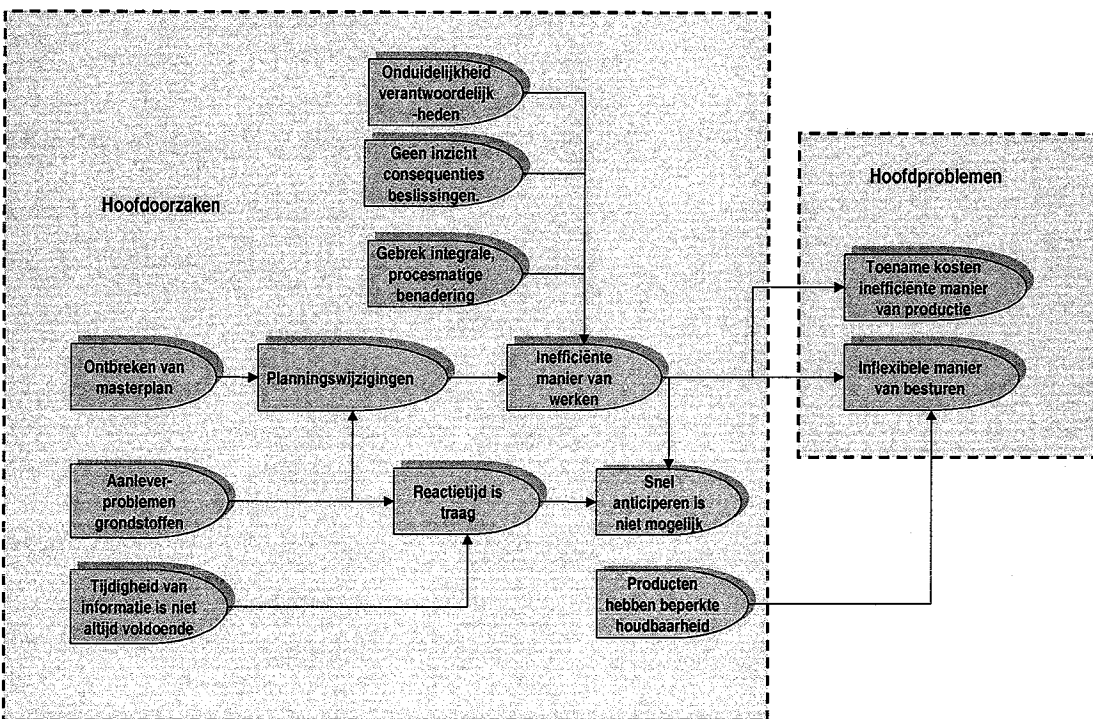 Onduidelijkheid
verantwoordelijk
-heden
Geen inzicht
consequenties
beslissingen.
Hoofdoorzaken
Gebrek integrale,
procesmatige
benadering
Ontbreken van
masterplan
Planningswijzigingen
Inefficiënte
manier van
werken
Aanlever-
problemen
grondstoffen
Reactietijd is
traag
Snel
anticiperen is
niet mogelijk
Tijdigheid van
informatie is niet
altijd voldoende
Producten
hebben beperkte
houdbaarheid
Hoofdproblemen
Toename kosten
inefficiënte manier
van productie
Inflexibele manier
van besturen